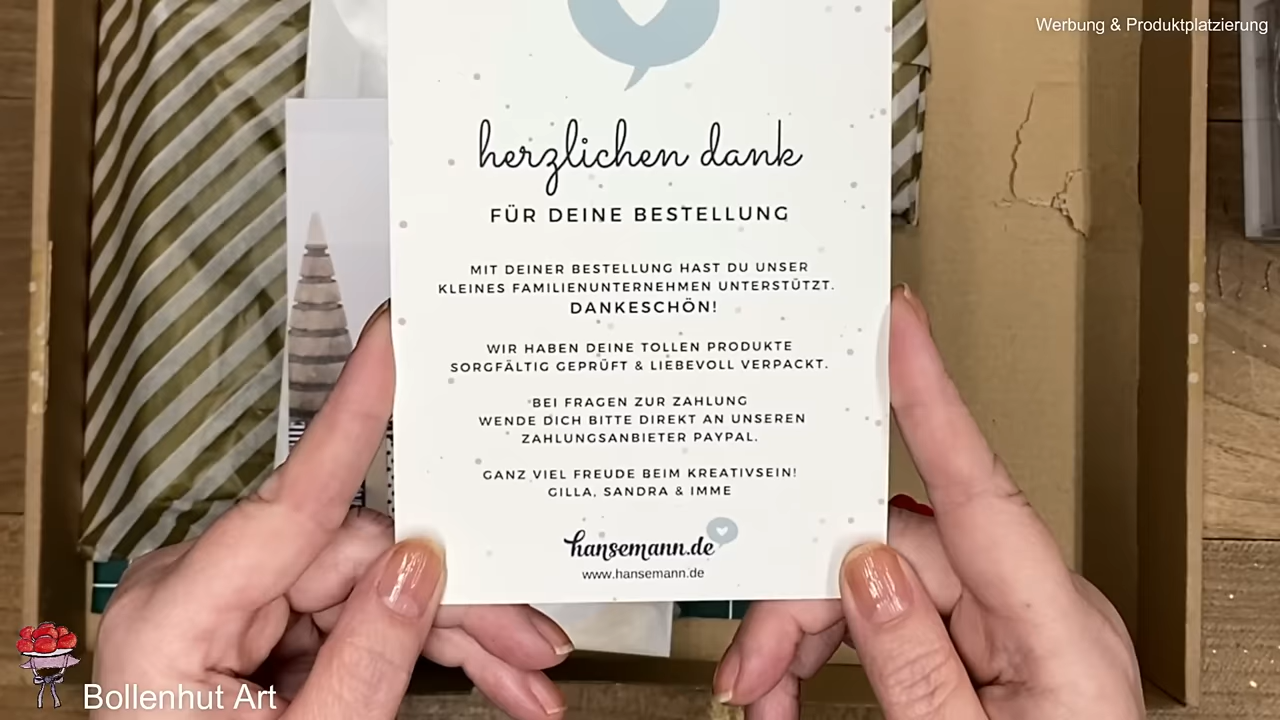 Werbung & Produktplatzierung
herzlichen dank
FÜR DEINE BESTELLUNG
MIT DEINER BESTELLUNG HAST DU UNSER
KLEINES FAMILIENUNTERNEHMEN UNTERSTÜTZT.
DANKESCHÖN!
WIR HABEN DEINE TOLLEN PRODUKTE
SORGFÄLTIG GEPRÜFT & LIEBEVOLL VERPACKT.
BEI FRAGEN ZUR ZAHLUNG
WENDE DICH BITTE DIREKT AN UNSEREN
ZAHLUNGSANBIETER PAYPAL.
GANZ VIEL FREUDE BEIM KREATIVSEIN!
GILLA, SANDRA & IMME
hansemann.de
www.hansemann.de
Bollenhut Art